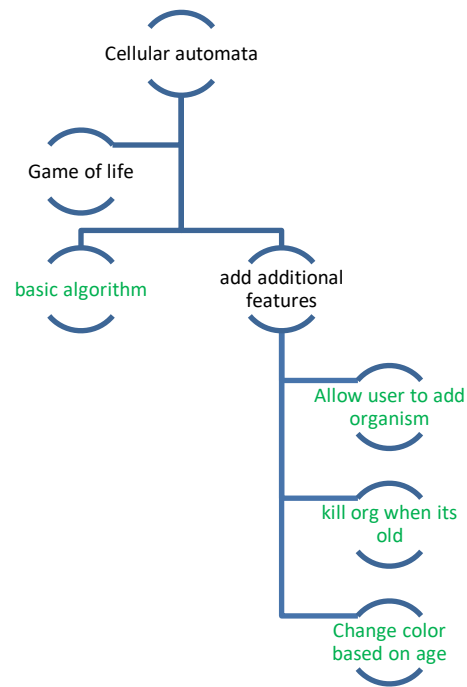 Cellular automata
Game of life
basic algorithm
add additional
features
Allow user to add
organism
kill org when its
old
Change color
based on age